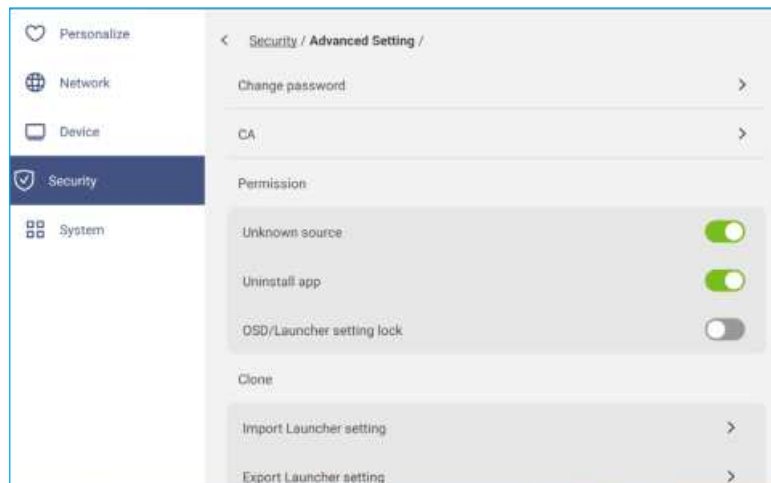 Personalize
Network
Device
Security
System
Security / Advanced Setting /
Change password
CA
Permission
Unknown source
Uninstall app
OSD/Launcher setting lock
Clone
Import Launcher setting
Export Launcher setting